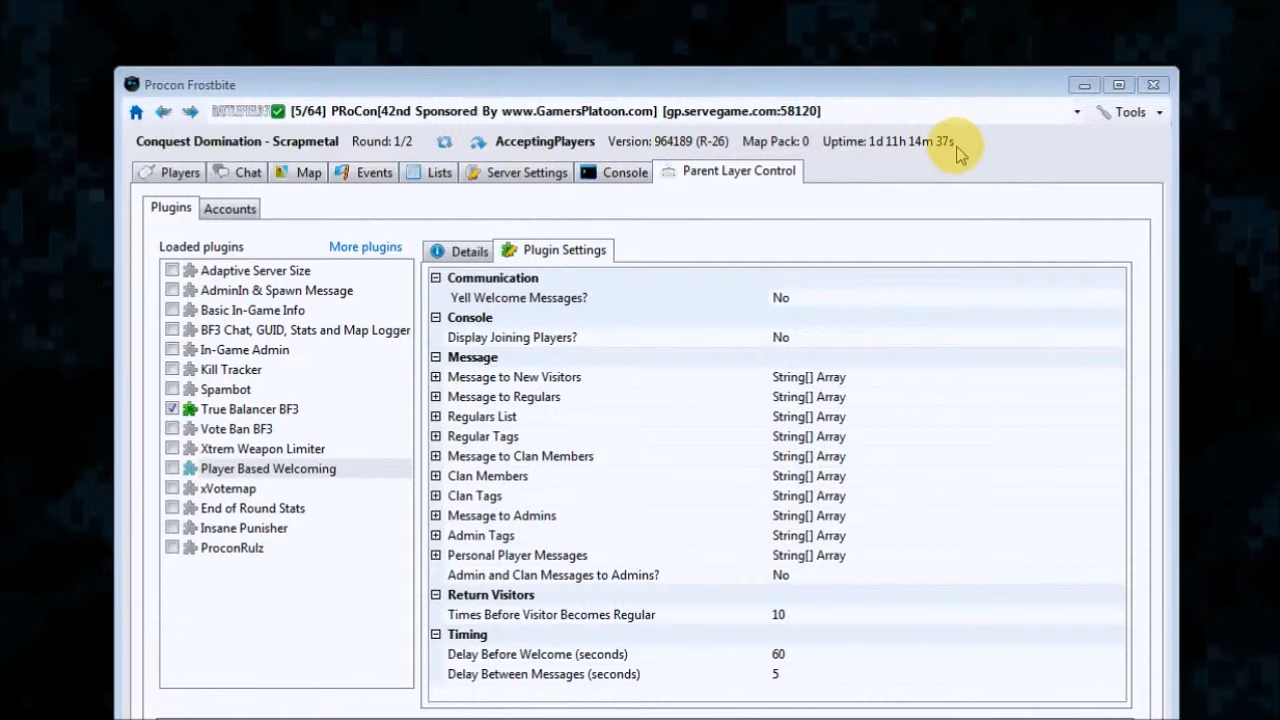 Procon Frostbite
BATTLEFIELD 3 [5/64] PRoCon[42nd Sponsored By www.GamersPlatoon.com] [gp.servegame.com:58120] Tools
Conquest Domination - Scrapmetal Round: 1/2 AcceptingPlayers Version: 964189 (R-26) Map Pack: 0 Uptime: 1d 11h 14m 37s
Players Chat Map Events Lists Server Settings Console Parent Layer Control
Plugins Accounts
Loaded plugins More plugins
Details Plugin Settings
Adaptive Server Size
AdminIn & Spawn Message
Basic In-Game Info
BF3 Chat, GUID, Stats and Map Logger
In-Game Admin
Kill Tracker
Spambot
True Balancer BF3
Vote Ban BF3
Xtrem Weapon Limiter
Player Based Welcoming
xVotemap
End of Round Stats
Insane Punisher
ProconRulz
Communication
Yell Welcome Messages? No
Console
Display Joining Players? No
Message
Message to New Visitors String[] Array
Message to Regulars String[] Array
Regulars List String[] Array
Regular Tags String[] Array
Message to Clan Members String[] Array
Clan Members String[] Array
Clan Tags String[] Array
Message to Admins String[] Array
Admin Tags String[] Array
Personal Player Messages String[] Array
Admin and Clan Messages to Admins? No
Return Visitors
Times Before Visitor Becomes Regular 10
Timing
Delay Before Welcome (seconds) 60
Delay Between Messages (seconds) 5